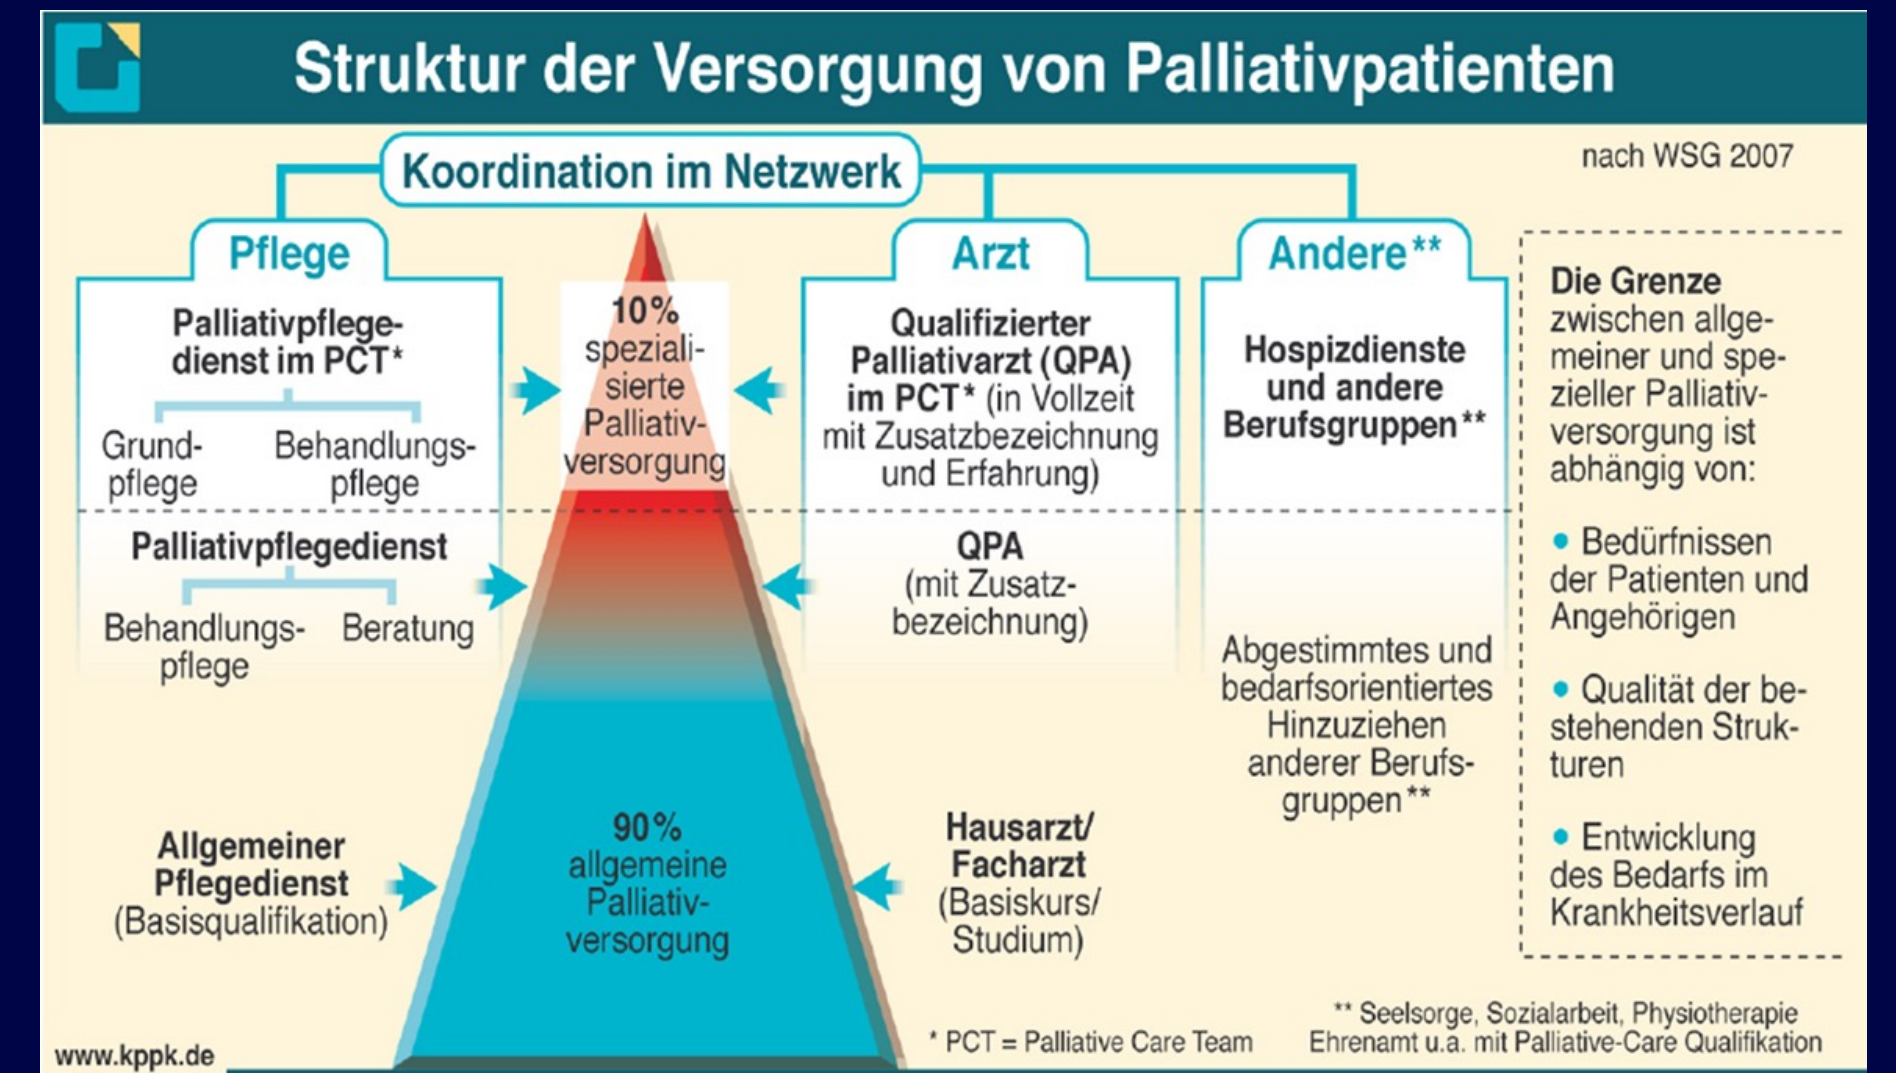 Struktur der Versorgung von Palliativpatienten
nach WSG 2007
Koordination im Netzwerk
Pflege
Palliativpflege-
dienst im PCT*
Grund-
pflege
Behandlungs-
pflege
Palliativpflegedienst
Behandlungs-
pflege
Beratung
Allgemeiner
Pflegedienst
(Basisqualifikation)
10%
speziali-
sierte
Palliativ-
versorgung
90%
allgemeine
Palliativ-
versorgung
Arzt
Qualifizierter
Palliativarzt (QPA)
im PCT* (in Vollzeit
mit Zusatzbezeichnung
und Erfahrung)
QPA
(mit Zusatz-
bezeichnung)
Hausarzt/
Facharzt
(Basiskurs/
Studium)
Andere**
Hospizdienste
und andere
Berufsgruppen**
Abgestimmtes und
bedarfsorientiertes
Hinzuziehen
anderer Berufs-
gruppen**
Die Grenze
zwischen allge-
meiner und spe-
zieller Palliativ-
versorgung ist
abhängig von:
• Bedürfnissen
der Patienten und
Angehörigen
• Qualität der be-
stehenden Struk-
turen
• Entwicklung
des Bedarfs im
Krankheitsverlauf
www.kppk.de
* PCT = Palliative Care Team
** Seelsorge, Sozialarbeit, Physiotherapie
Ehrenamt u.a. mit Palliative-Care Qualifikation